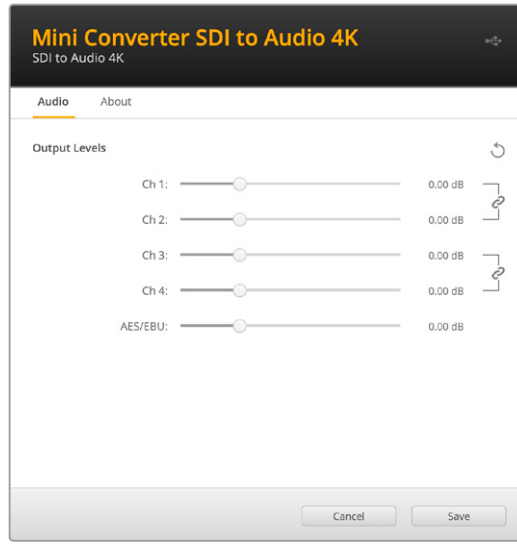 Mini Converter SDI to Audio 4K
SDI to Audio 4K
Audio About
Output Levels
Ch 1: 0.00 dB
Ch 2: 0.00 dB
Ch 3: 0.00 dB
Ch 4: 0.00 dB
AES/EBU: 0.00 dB
Cancel Save